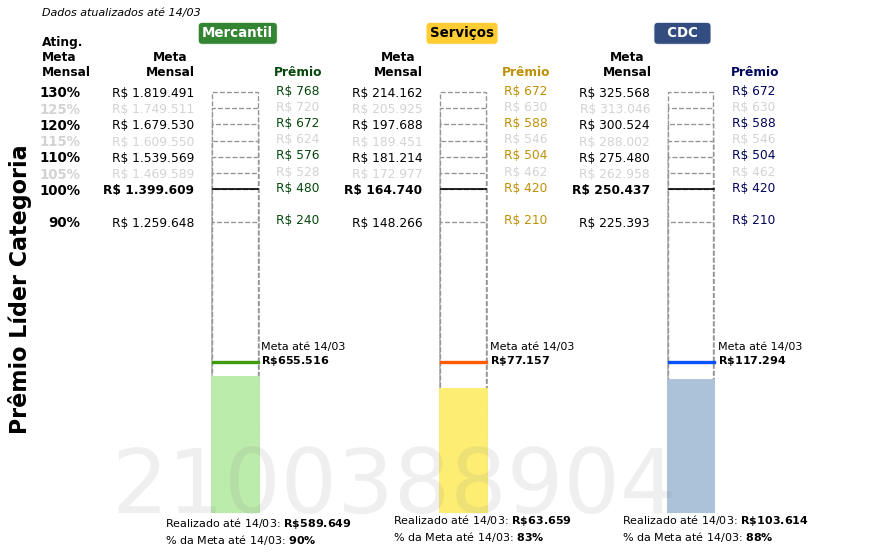 Dados atualizados até 14/03
Mercantil Serviços CDC
Ating. Meta Mensal
Meta Mensal Prêmio Meta Mensal Prêmio Meta Mensal Prêmio
130% R$ 1.819.491 R$ 768 R$ 214.162 R$ 672 R$ 325.568 R$ 672
125% R$ 1.749.511 R$ 720 R$ 205.925 R$ 630 R$ 313.046 R$ 630
120% R$ 1.679.530 R$ 672 R$ 197.688 R$ 588 R$ 300.524 R$ 588
115% R$ 1.609.550 R$ 624 R$ 189.451 R$ 546 R$ 288.002 R$ 546
110% R$ 1.539.569 R$ 576 R$ 181.214 R$ 504 R$ 275.480 R$ 504
105% R$ 1.469.589 R$ 528 R$ 172.977 R$ 462 R$ 262.958 R$ 462
100% R$ 1.399.609 R$ 480 R$ 164.740 R$ 420 R$ 250.437 R$ 420
90% R$ 1.259.648 R$ 240 R$ 148.266 R$ 210 R$ 225.393 R$ 210
Prêmio Líder Categoria
Meta até 14/03 Meta até 14/03 Meta até 14/03
R$655.516 R$77.157 R$117.294
2100388904
Realizado até 14/03: R$589.649 Realizado até 14/03: R$63.659 Realizado até 14/03: R$103.614
% da Meta até 14/03: 90% % da Meta até 14/03: 83% % da Meta até 14/03: 88%